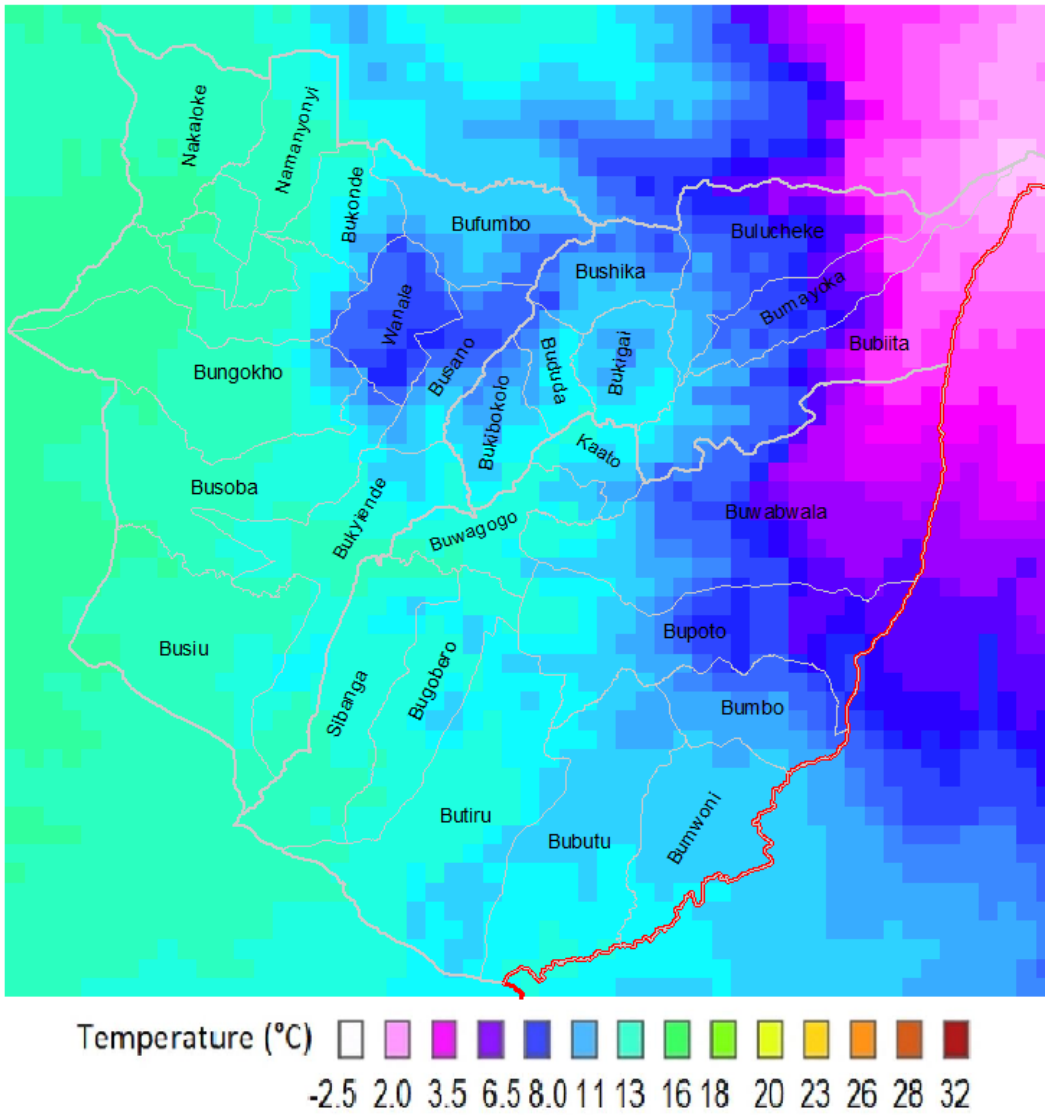 Nakaloke
Namanyonyi
Bukonde
Bufumbo
Bulucheke
Bushika
Bumayoka
Wanale
Bubiita
Bungokho
Busano
Bududa
Bukigai
Bukibokolo
Kaato
Busoba
Bukyiende
Buwagogo
Buwabwala
Busiu
Bupoto
Sibanga
Bugobero
Bumbo
Butiru
Bubutu
Bumwoni
Temperature (°C)
-2.5 2.0 3.5 6.5 8.0 11 13 16 18 20 23 26 28 32